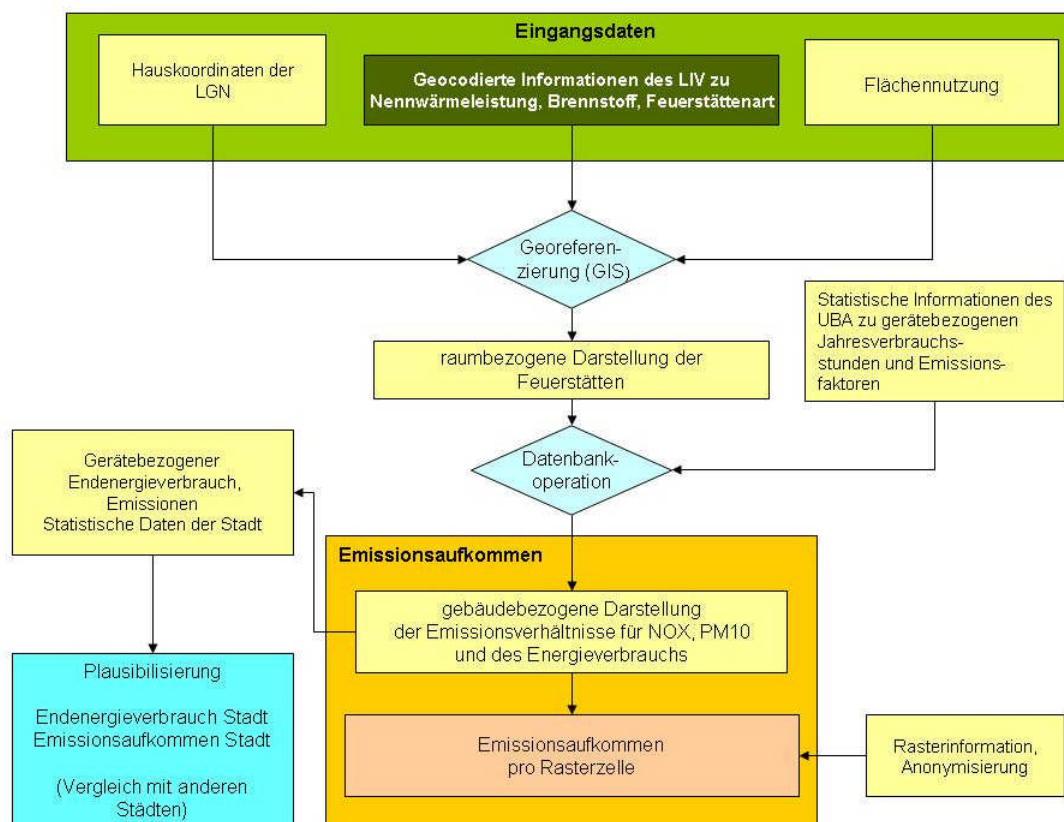 Eingangsdaten
Hauskoordinaten der
LGN
Geocodierte Informationen des LIV zu
Nennwärmeleistung, Brennstoff, Feuerstättenart
Flächennutzung
Georeferen-
zierung (GIS)
Statistische Informationen des
UBA zu gerätebezogenen
Jahresverbrauchs-
stunden und Emissions-
faktoren
raumbezogene Darstellung der
Feuerstätten
Datenbank-
operation
Gerätebezogener
Endenergieverbrauch,
Emissionen
Statistische Daten der Stadt
Emissionsaufkommen
gebäudebezogene Darstellung
der Emissionsverhältnisse für NOX, PM10
und des Energieverbrauchs
Plausibilisierung
Endenergieverbrauch Stadt
Emissionsaufkommen Stadt
(Vergleich mit anderen
Städten)
Emissionsaufkommen
pro Rasterzelle
Rasterinformation,
Anonymisierung